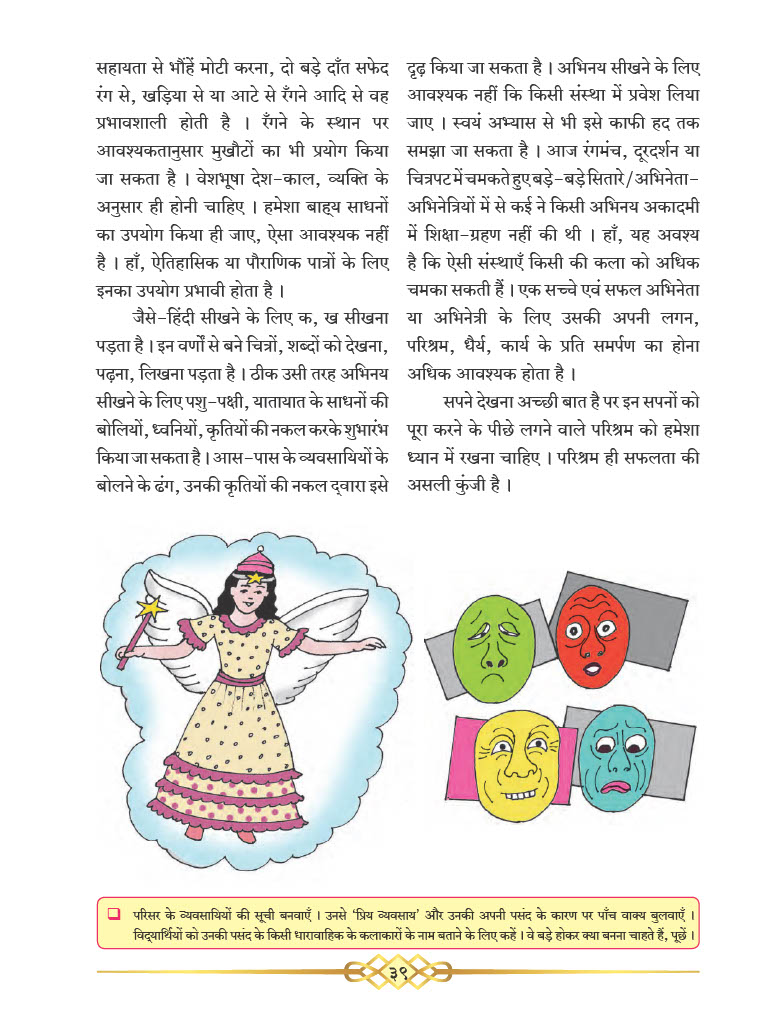 सहायता से भौंहें मोटी करना, दो बड़े दाँत सफेद
रंग से, खड़िया से या आटे से रँगने आदि से वह
प्रभावशाली होती है । रँगने के स्थान पर
आवश्यकतानुसार मुखौटों का भी प्रयोग किया
जा सकता है । वेशभूषा देश-काल, व्यक्ति के
अनुसार ही होनी चाहिए । हमेशा बाह्य साधनों
का उपयोग किया ही जाए, ऐसा आवश्यक नहीं
है । हाँ, ऐतिहासिक या पौराणिक पात्रों के लिए
इनका उपयोग प्रभावी होता है ।
जैसे-हिंदी सीखने के लिए क, ख सीखना
पड़ता है । इन वर्णों से बने चित्रों, शब्दों को देखना,
पढ़ना, लिखना पड़ता है । ठीक उसी तरह अभिनय
सीखने के लिए पशु-पक्षी, यातायात के साधनों की
बोलियों, ध्वनियों, कृतियों की नकल करके शुभारंभ
किया जा सकता है । आस-पास के व्यवसायियों के
बोलने के ढंग, उनकी कृतियों की नकल द्‌वारा इसे
दृढ़ किया जा सकता है । अभिनय सीखने के लिए
आवश्यक नहीं कि किसी संस्था में प्रवेश लिया
जाए । स्वयं अभ्यास से भी इसे काफी हद तक
समझा जा सकता है । आज रंगमंच, दूरदर्शन या
चित्रपट में चमकते हुए बड़े-बड़े सितारे/अभिनेता-
अभिनेत्रियों में से कई ने किसी अभिनय अकादमी
में शिक्षा-ग्रहण नहीं की थी । हाँ, यह अवश्य
है कि ऐसी संस्थाएँ किसी की कला को अधिक
चमका सकती हैं । एक सच्चे एवं सफल अभिनेता
या अभिनेत्री के लिए उसकी अपनी लगन,
परिश्रम, धैर्य, कार्य के प्रति समर्पण का होना
अधिक आवश्यक होता है ।
सपने देखना अच्छी बात है पर इन सपनों को
पूरा करने के पीछे लगने वाले परिश्रम को हमेशा
ध्यान में रखना चाहिए । परिश्रम ही सफलता की
असली कुंजी है ।
❑ परिसर के व्यवसायियों की सूची बनवाएँ । उनसे ‘प्रिय व्यवसाय’ और उनकी अपनी पसंद के कारण पर पाँच वाक्य बुलवाएँ ।
विद्‌यार्थियों को उनकी पसंद के किसी धारावाहिक के कलाकारों के नाम बताने के लिए कहें । वे बड़े होकर क्या बनना चाहते हैं, पूछें ।
३९